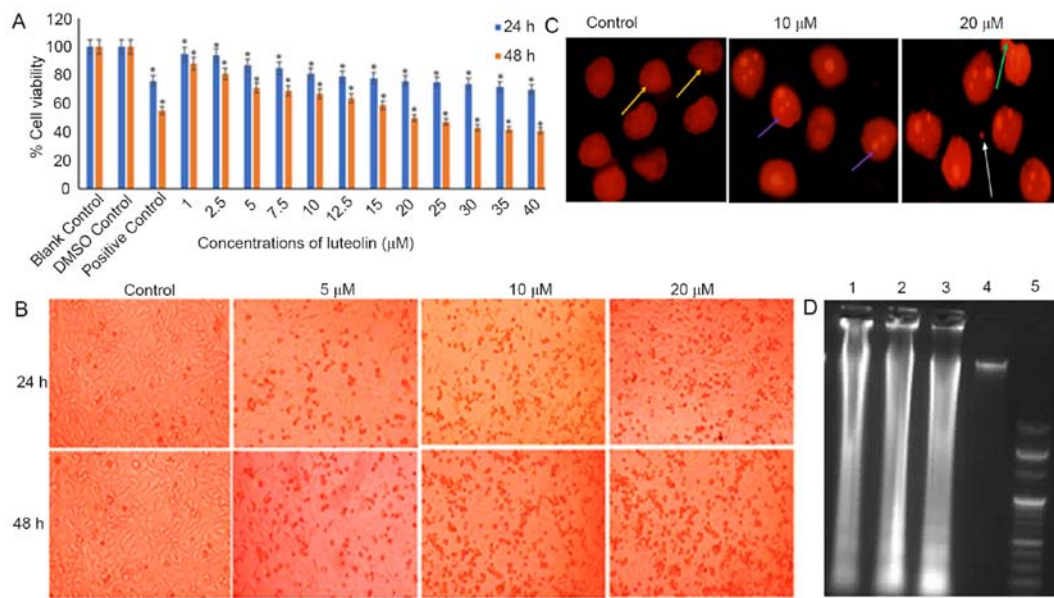 A
% Cell viability
120
100
80
60
40
20
0
24 h
48 h
* * * * * * * * * * * * * * * * * * * * * * * * * *
Blank Control
DMSO Control
Positive Control
1
2.5
5
7.5
10
12.5
15
20
25
30
35
40
Concentrations of luteolin (μM)
C
Control 10 μM 20 μM
B
Control 5 μM 10 μM 20 μM
24 h
48 h
D
1 2 3 4 5